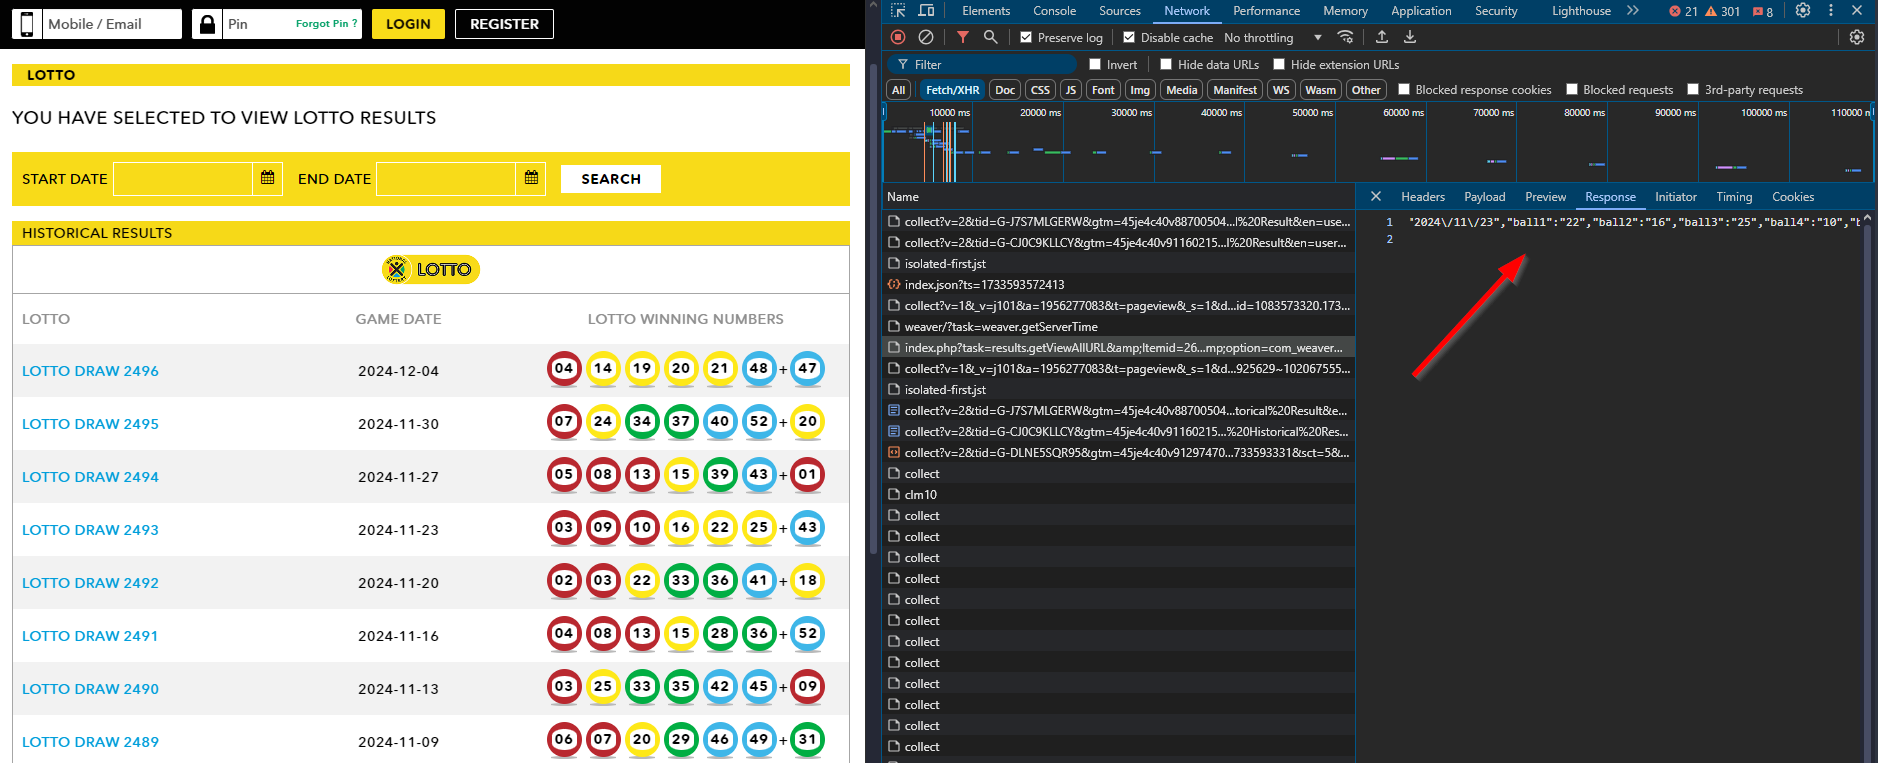 Mobile / Email
Pin
Forgot Pin ?
LOGIN
REGISTER
LOTTO
YOU HAVE SELECTED TO VIEW LOTTO RESULTS
START DATE
END DATE
SEARCH
HISTORICAL RESULTS
LOTTO
LOTTO GAME DATE LOTTO WINNING NUMBERS
LOTTO DRAW 2496 2024-12-04 04 14 19 20 21 48 + 47
LOTTO DRAW 2495 2024-11-30 07 24 34 37 40 52 + 20
LOTTO DRAW 2494 2024-11-27 05 08 13 15 39 43 + 01
LOTTO DRAW 2493 2024-11-23 03 09 10 16 22 25 + 43
LOTTO DRAW 2492 2024-11-20 02 03 22 33 36 41 + 18
LOTTO DRAW 2491 2024-11-16 04 08 13 15 28 36 + 52
LOTTO DRAW 2490 2024-11-13 03 25 33 35 42 45 + 09
LOTTO DRAW 2489 2024-11-09 06 07 20 29 46 49 + 31
Elements Console Sources Network Performance Memory Application Security Lighthouse 21 301 8
Preserve log Disable cache No throttling
Filter Invert Hide data URLs Hide extension URLs
All Fetch/XHR Doc CSS JS Font Img Media Manifest WS Wasm Other Blocked response cookies Blocked requests 3rd-party requests
10000 ms 20000 ms 30000 ms 40000 ms 50000 ms 60000 ms 70000 ms 80000 ms 90000 ms 100000 ms 110000 m
Name
collect?v=2&tid=G-J7S7MLGERW&gtm=45je4c40v88700504...l%20Result&en=use...
collect?v=2&tid=G-CJ0C9KLLCY&gtm=45je4c40v91160215...l%20Result&en=user...
isolated-first.jst
index.json?ts=1733593572413
collect?v=1&_v=j101&a=1956277083&t=pageview&_s=1&d...id=1083573320.173...
weaver/?task=weaver.getServerTime
index.php?task=results.getViewAllURL&amp;Itemid=26...mp;option=com_weaver...
collect?v=1&_v=j101&a=1956277083&t=pageview&_s=1&d...925629~102067555...
isolated-first.jst
collect?v=2&tid=G-J7S7MLGERW&gtm=45je4c40v88700504...torical%20Result&e...
collect?v=2&tid=G-CJ0C9KLLCY&gtm=45je4c40v91160215...%20Historical%20Res...
collect?v=2&tid=G-DLNE5SQR95&gtm=45je4c40v91297470...733593331&sct=5&...
collect
clm10
collect
collect
collect
collect
collect
collect
collect
collect
collect
collect
collect
collect
Headers Payload Preview Response Initiator Timing Cookies
1 "2024\/11\/23","ball1":"22","ball2":"16","ball3":"25","ball4":"10","b
2